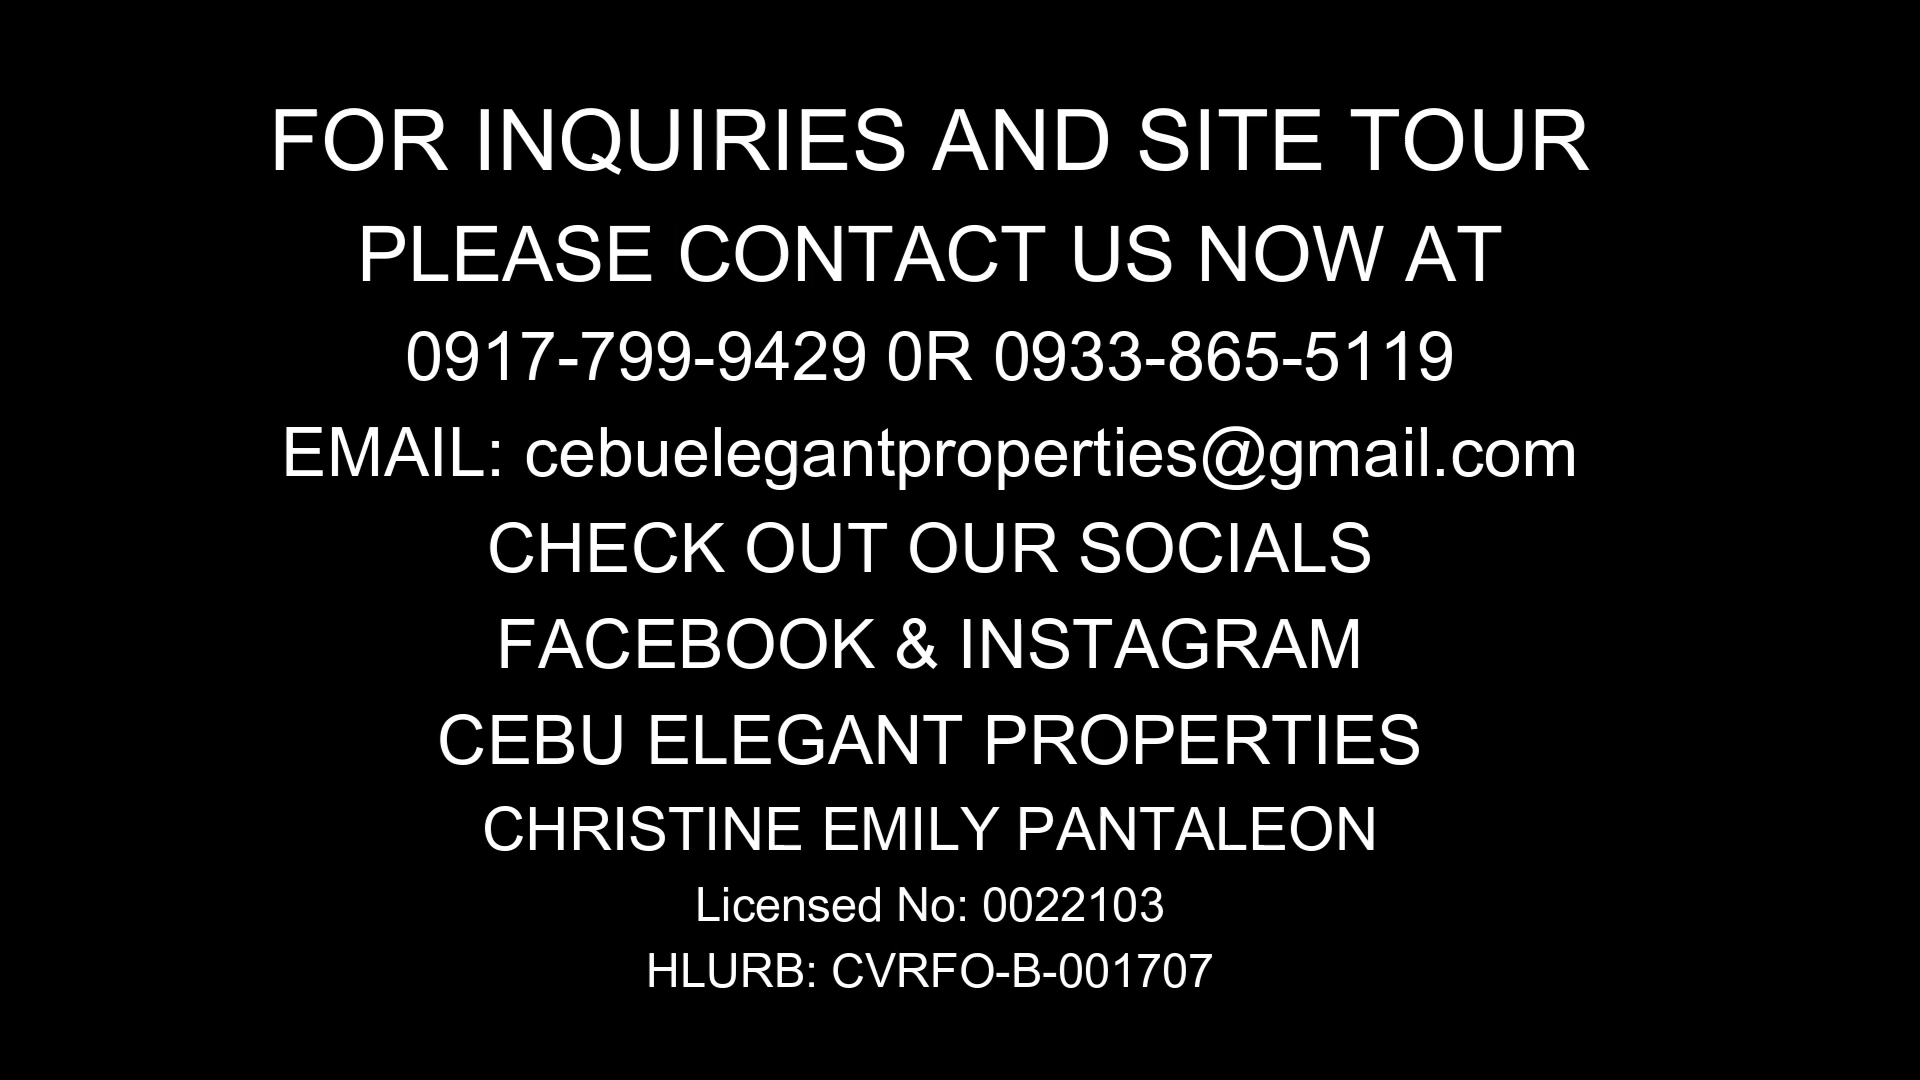 FOR INQUIRIES AND SITE TOUR
PLEASE CONTACT US NOW AT
0917-799-9429 0R 0933-865-5119
EMAIL: cebuelegantproperties@gmail.com
CHECK OUT OUR SOCIALS
FACEBOOK & INSTAGRAM
CEBU ELEGANT PROPERTIES
CHRISTINE EMILY PANTALEON
Licensed No: 0022103
HLURB: CVRFO-B-001707